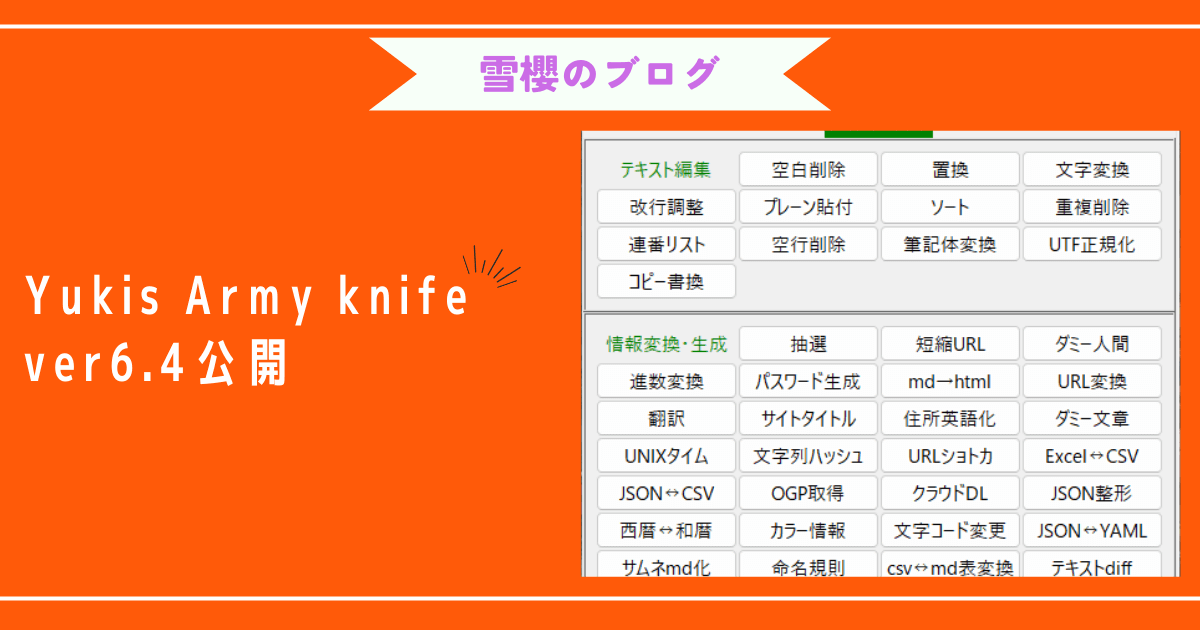 雪櫻のブログ
Yukis Army knife
ver6.4公開
テキスト編集 空白削除 置換 文字変換
改行調整 プレーン貼付 ソート 重複削除
連番リスト 空行削除 筆記体変換 UTF正規化
コピー書換
情報変換・生成 抽選 短縮URL ダミー人間
進数変換 パスワード生成 md→html URL変換
翻訳 サイトタイトル 住所英語化 ダミー文章
UNIXタイム 文字列ハッシュ URLショトカ Excel↔CSV
JSON↔CSV OGP取得 クラウドDL JSON整形
西暦↔和暦 カラー情報 文字コード変更 JSON↔YAML
サムネmd化 命名規則 csv↔md表変換 テキストdiff